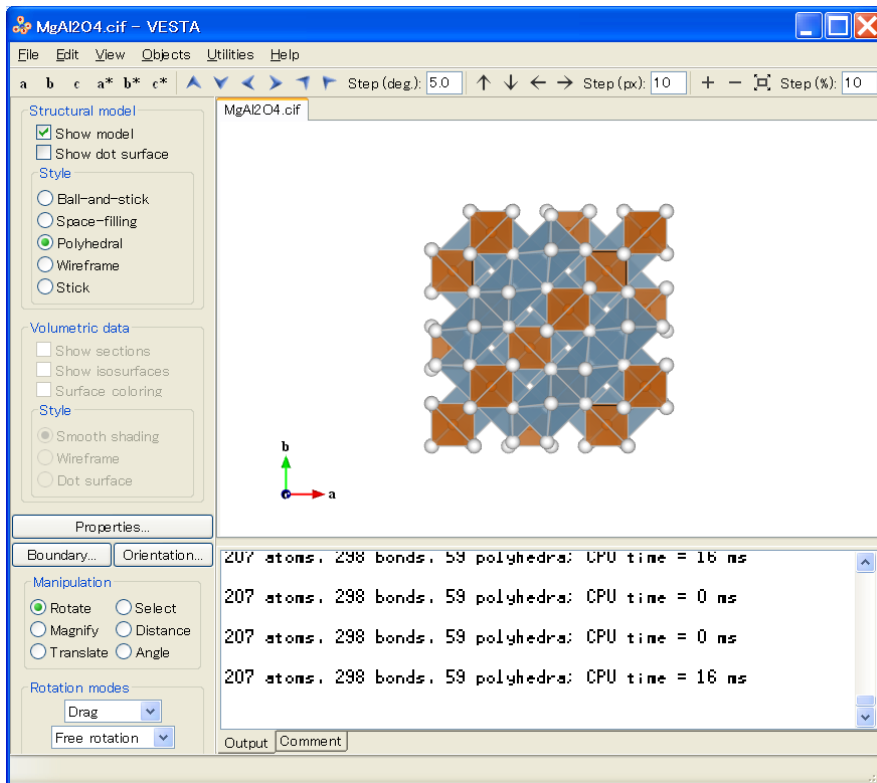 MgAl2O4.cif – VESTA
File Edit View Objects Utilities Help
a b c a* b* c* Step (deg.): 5.0 Step (px): 10 Step (%): 10
Structural model
Show model
Show dot surface
Style
Ball-and-stick
Space-filling
Polyhedral
Wireframe
Stick
Volumetric data
Show sections
Show isosurfaces
Surface coloring
Style
Smooth shading
Wireframe
Dot surface
Properties...
Boundary... Orientation...
Manipulation
Rotate Select
Magnify Distance
Translate Angle
Rotation modes
Drag
Free rotation
MgAl2O4.cif
b
a
207 atoms, 298 bonds, 59 polyhedra; CPU time = 16 ms
207 atoms, 298 bonds, 59 polyhedra; CPU time = 0 ms
207 atoms, 298 bonds, 59 polyhedra; CPU time = 0 ms
207 atoms, 298 bonds, 59 polyhedra; CPU time = 16 ms
Output Comment